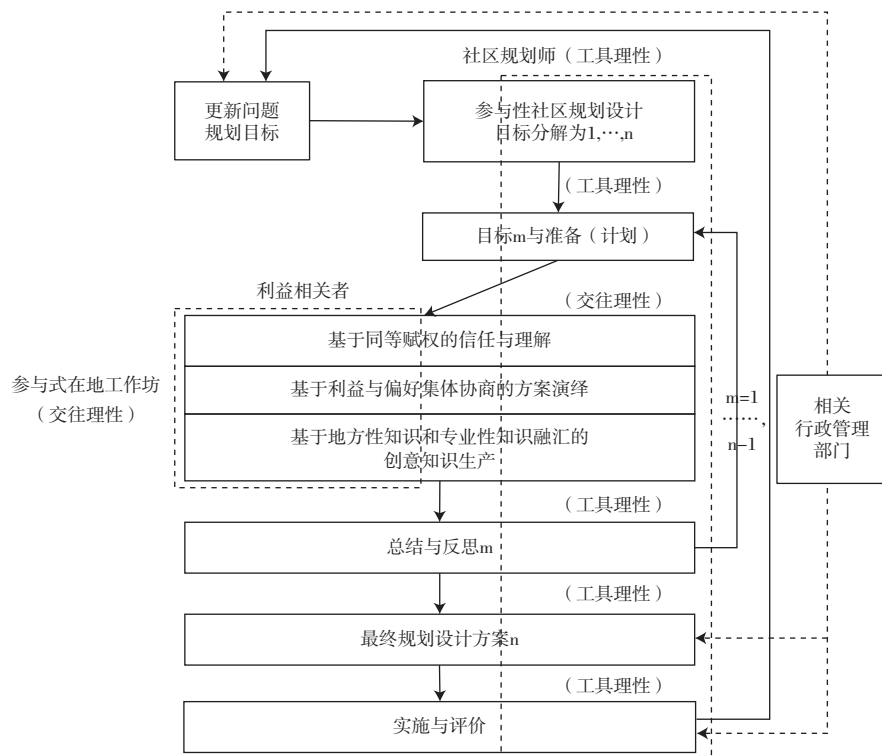 社区规划师（工具理性）
更新问题
规划目标
参与性社区规划设计
目标分解为1,…,n
（工具理性）
目标m与准备（计划）
利益相关者
（交往理性）
基于同等赋权的信任与理解
参与式在地工作坊
（交往理性）
基于利益与偏好集体协商的方案演绎
基于地方性知识和专业性知识融汇的
创意知识生产
m=1
……,
n-1
相关
行政管理
部门
（工具理性）
总结与反思m
（工具理性）
最终规划设计方案n
（工具理性）
实施与评价